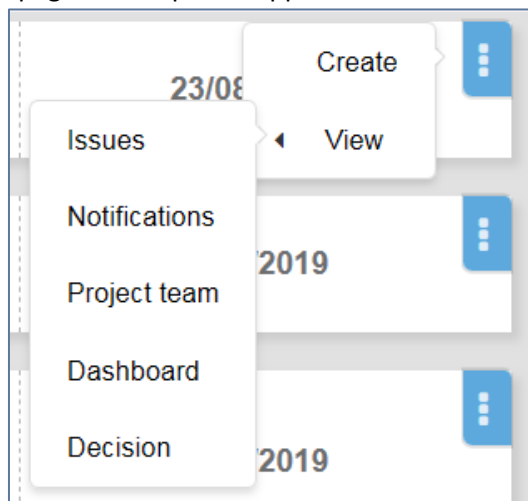 Create
23/08
Issues
View
Notifications
/2019
Project team
Dashboard
Decision
/2019